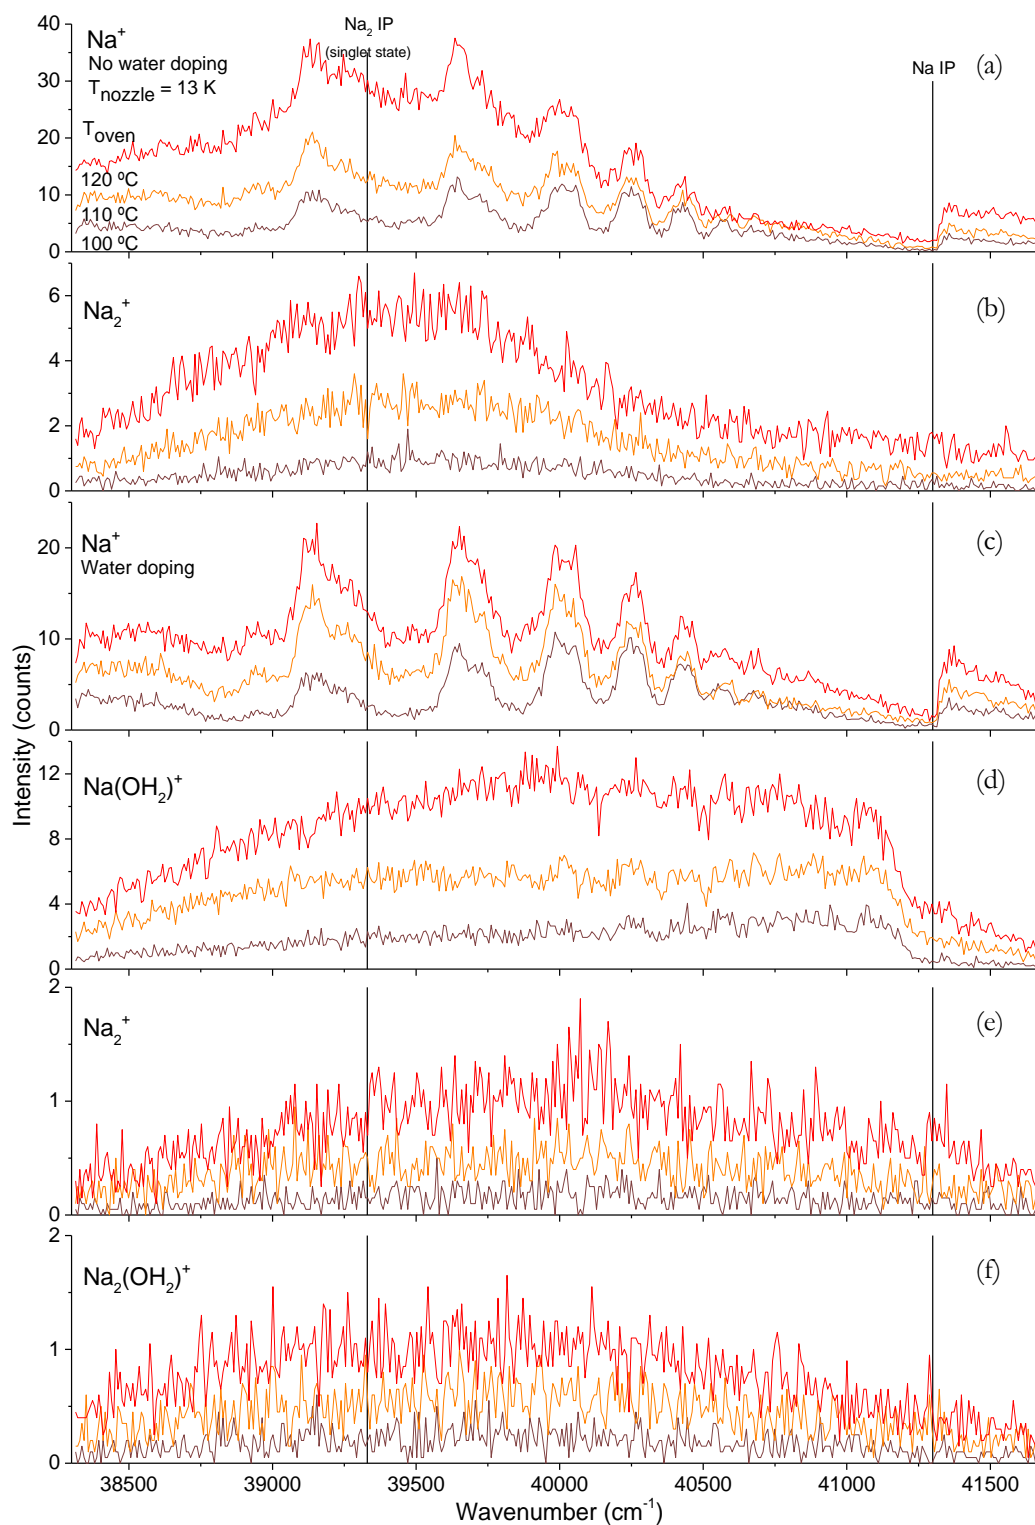 Na₂ IP
(singlet state)
Na IP
Na⁺
No water doping
T_nozzle = 13 K
T_oven
120 ºC
110 ºC
100 ºC
(a)
40
30
20
10
0
Na₂⁺
(b)
6
4
2
0
Na⁺
Water doping
(c)
20
10
0
Na(OH₂)⁺
(d)
12
8
4
0
Na₂⁺
(e)
2
1
0
Na₂(OH₂)⁺
(f)
2
1
0
Intensity (counts)
38500 39000 39500 40000 40500 41000 41500
Wavenumber (cm⁻¹)